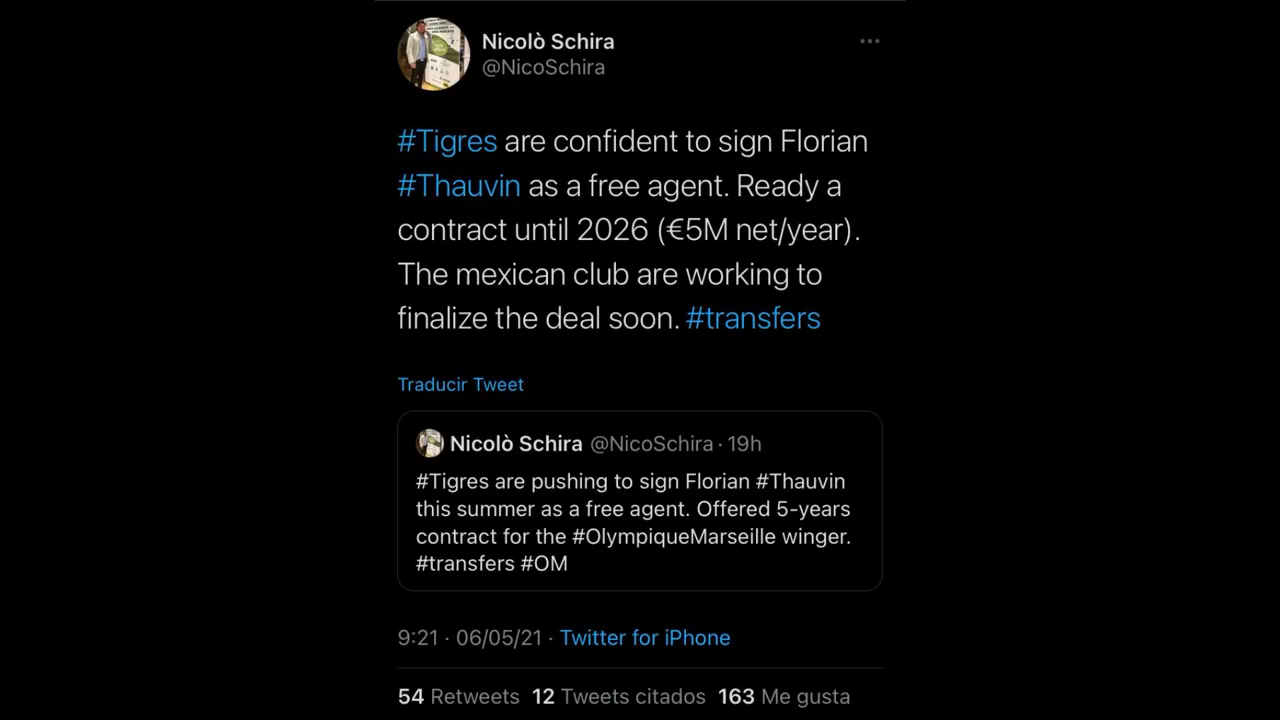 Nicolò Schira
@NicoSchira
#Tigres are confident to sign Florian
#Thauvin as a free agent. Ready a
contract until 2026 (€5M net/year).
The mexican club are working to
finalize the deal soon. #transfers
Traducir Tweet
Nicolò Schira @NicoSchira · 19h
#Tigres are pushing to sign Florian #Thauvin
this summer as a free agent. Offered 5-years
contract for the #OlympiqueMarseille winger.
#transfers #OM
9:21 · 06/05/21 · Twitter for iPhone
54 Retweets 12 Tweets citados 163 Me gusta